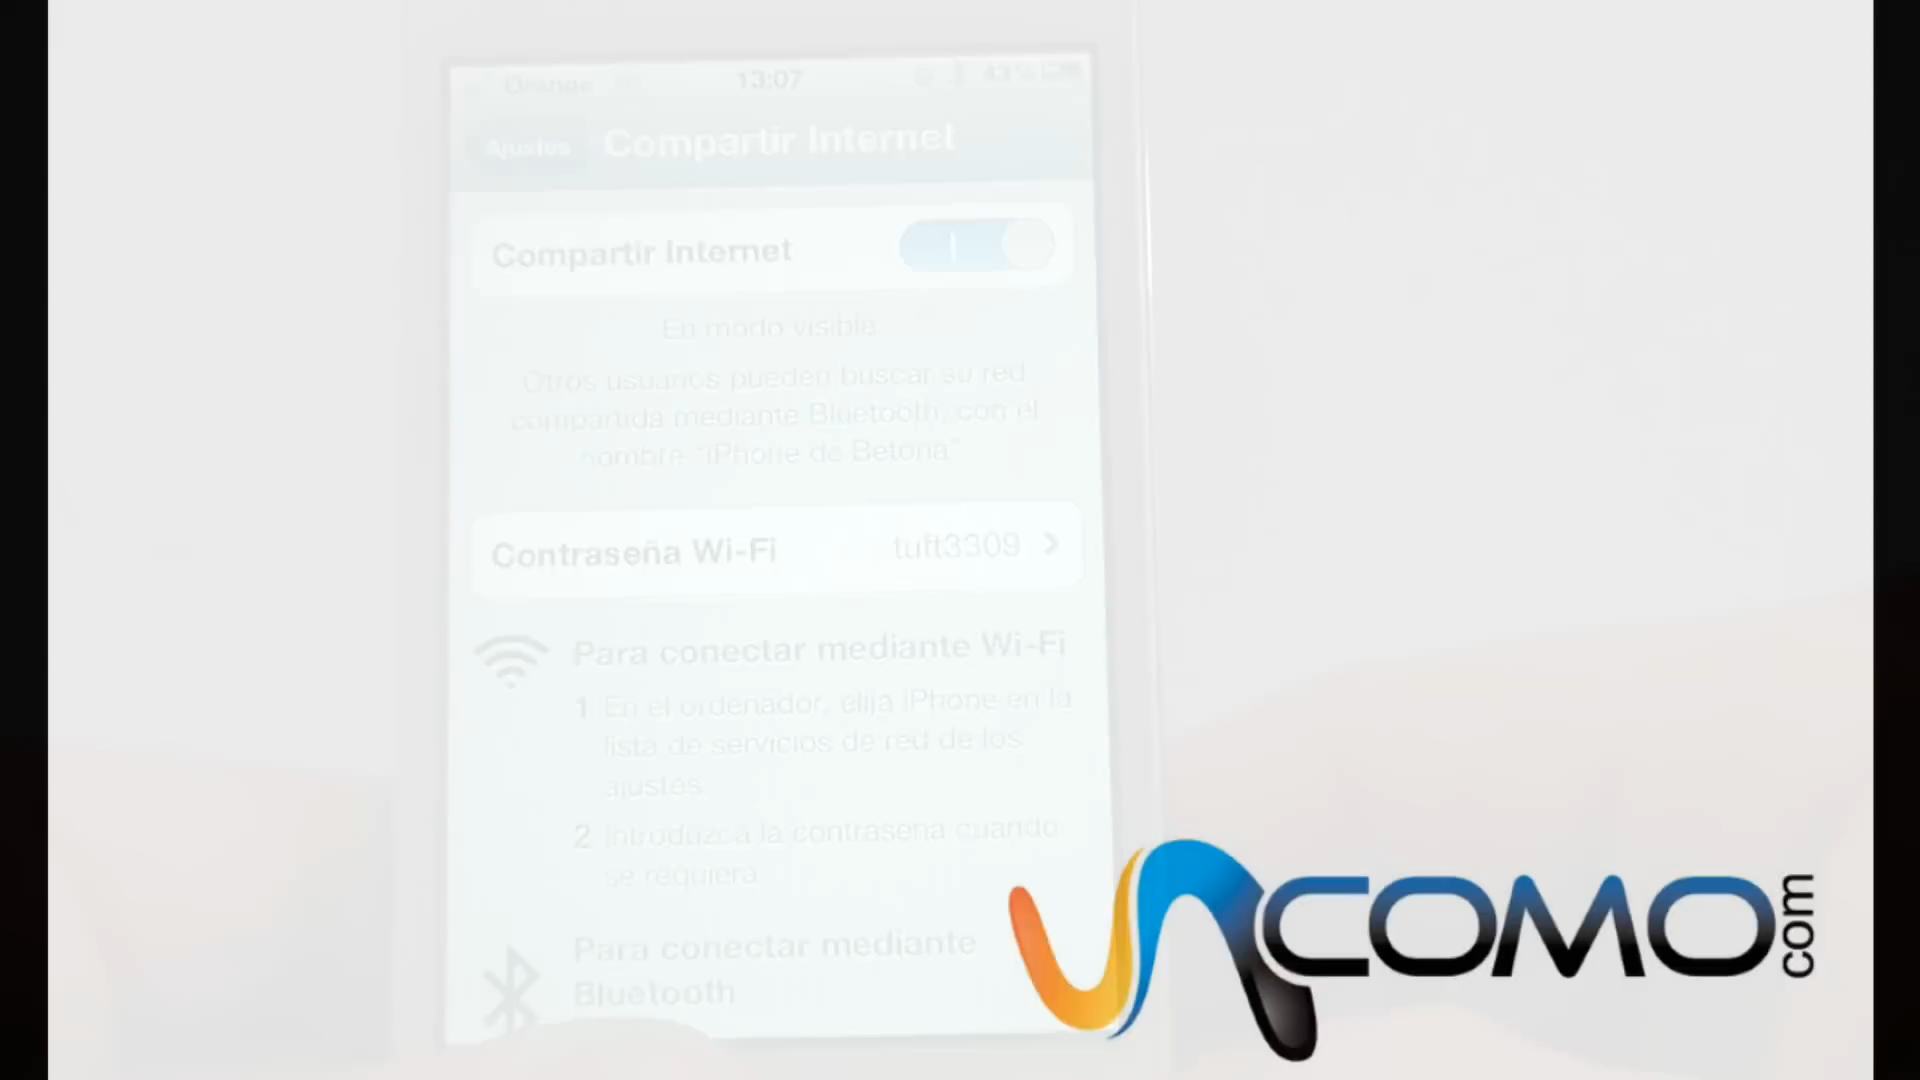 Orange 13:07 43 %
Ajustes Compartir Internet
Compartir Internet
En modo visible
Otros usuarios pueden buscar su red
compartida mediante Bluetooth, con el
nombre "iPhone de Betoria"
Contraseña Wi-Fi tuft3309
Para conectar mediante Wi-Fi
1 En el ordenador, elija iPhone en la
lista de servicios de red de los
ajustes
2 Introduzca la contraseña cuando
se requiera
Para conectar mediante
Bluetooth
UNCOMO.com